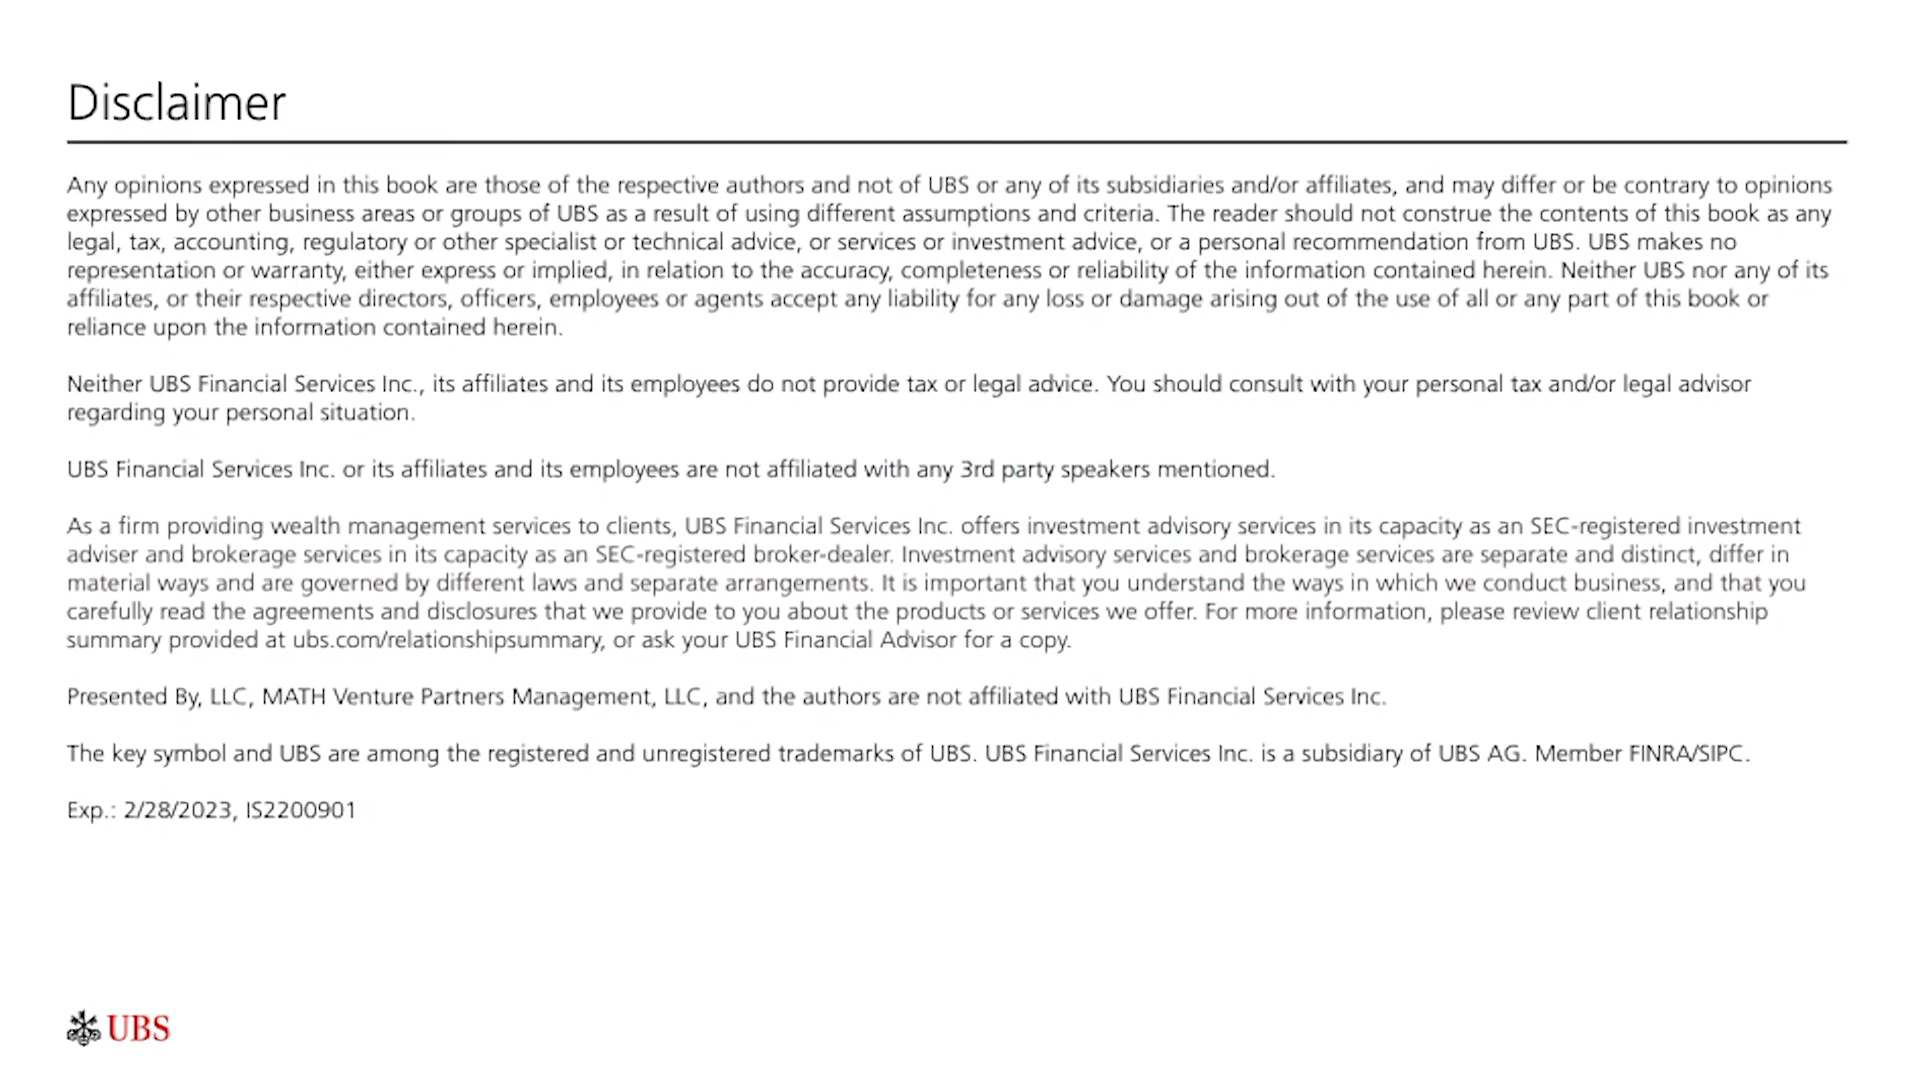 Disclaimer
Any opinions expressed in this book are those of the respective authors and not of UBS or any of its subsidiaries and/or affiliates, and may differ or be contrary to opinions
expressed by other business areas or groups of UBS as a result of using different assumptions and criteria. The reader should not construe the contents of this book as any
legal, tax, accounting, regulatory or other specialist or technical advice, or services or investment advice, or a personal recommendation from UBS. UBS makes no
representation or warranty, either express or implied, in relation to the accuracy, completeness or reliability of the information contained herein. Neither UBS nor any of its
affiliates, or their respective directors, officers, employees or agents accept any liability for any loss or damage arising out of the use of all or any part of this book or
reliance upon the information contained herein.
Neither UBS Financial Services Inc., its affiliates and its employees do not provide tax or legal advice. You should consult with your personal tax and/or legal advisor
regarding your personal situation.
UBS Financial Services Inc. or its affiliates and its employees are not affiliated with any 3rd party speakers mentioned.
As a firm providing wealth management services to clients, UBS Financial Services Inc. offers investment advisory services in its capacity as an SEC-registered investment
adviser and brokerage services in its capacity as an SEC-registered broker-dealer. Investment advisory services and brokerage services are separate and distinct, differ in
material ways and are governed by different laws and separate arrangements. It is important that you understand the ways in which we conduct business, and that you
carefully read the agreements and disclosures that we provide to you about the products or services we offer. For more information, please review client relationship
summary provided at ubs.com/relationshipsummary, or ask your UBS Financial Advisor for a copy.
Presented By, LLC, MATH Venture Partners Management, LLC, and the authors are not affiliated with UBS Financial Services Inc.
The key symbol and UBS are among the registered and unregistered trademarks of UBS. UBS Financial Services Inc. is a subsidiary of UBS AG. Member FINRA/SIPC.
Exp.: 2/28/2023, IS2200901
UBS